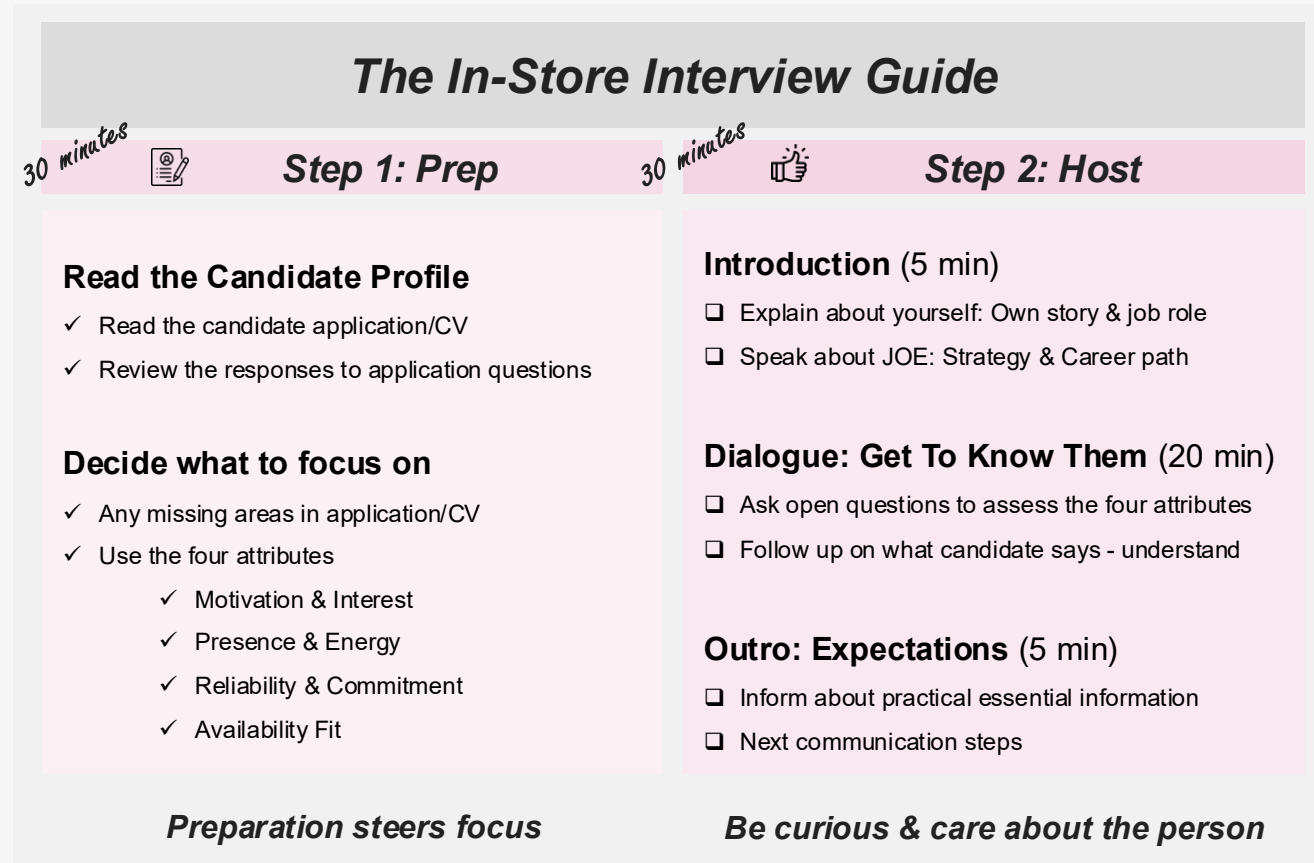 The In-Store Interview Guide
30 minutes
Step 1: Prep
Read the Candidate Profile
✓ Read the candidate application/CV
✓ Review the responses to application questions
Decide what to focus on
✓ Any missing areas in application/CV
✓ Use the four attributes
✓ Motivation & Interest
✓ Presence & Energy
✓ Reliability & Commitment
✓ Availability Fit
Preparation steers focus
30 minutes
Step 2: Host
Introduction (5 min)
❑ Explain about yourself: Own story & job role
❑ Speak about JOE: Strategy & Career path
Dialogue: Get To Know Them (20 min)
❑ Ask open questions to assess the four attributes
❑ Follow up on what candidate says - understand
Outro: Expectations (5 min)
❑ Inform about practical essential information
❑ Next communication steps
Be curious & care about the person